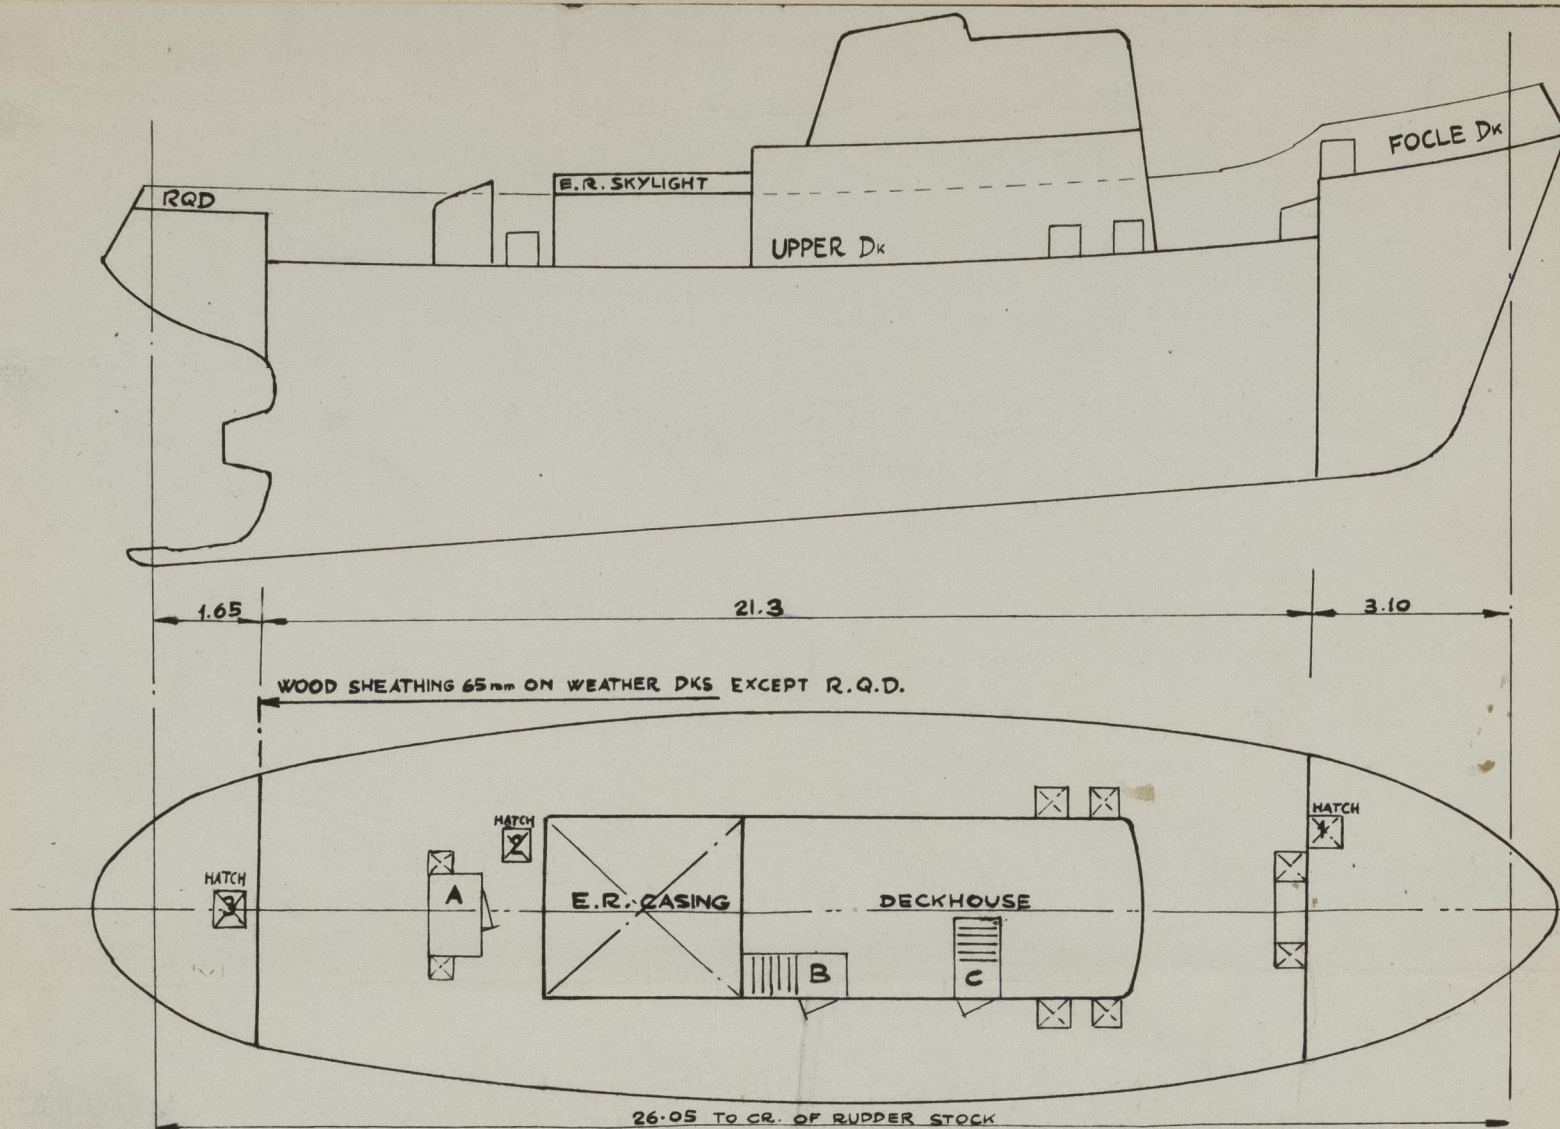 FOCLE DK
RQD
E.R. SKYLIGHT
UPPER DK
1.65
21.3
3.10
WOOD SHEATHING 65mm ON WEATHER DKS EXCEPT R.Q.D.
HATCH
1
HATCH
2
HATCH
3
A
E.R. CASING
DECKHOUSE
B
C
26.05 TO CR. OF RUDDER STOCK